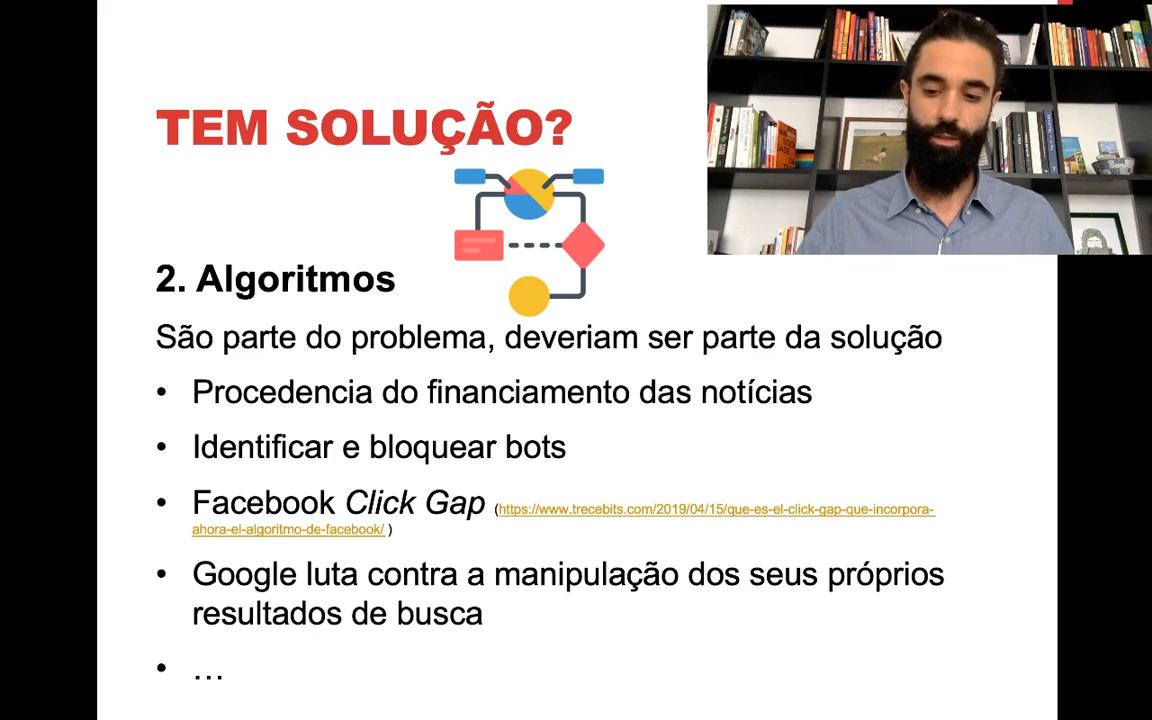 TEM SOLUÇÃO?
2. Algoritmos
São parte do problema, deveriam ser parte da solução
• Procedencia do financiamento das notícias
• Identificar e bloquear bots
• Facebook Click Gap (https://www.trecebits.com/2019/04/15/que-es-el-click-gap-que-incorpora-
ahora-el-algoritmo-de-facebook/ )
• Google luta contra a manipulação dos seus próprios
resultados de busca
• …